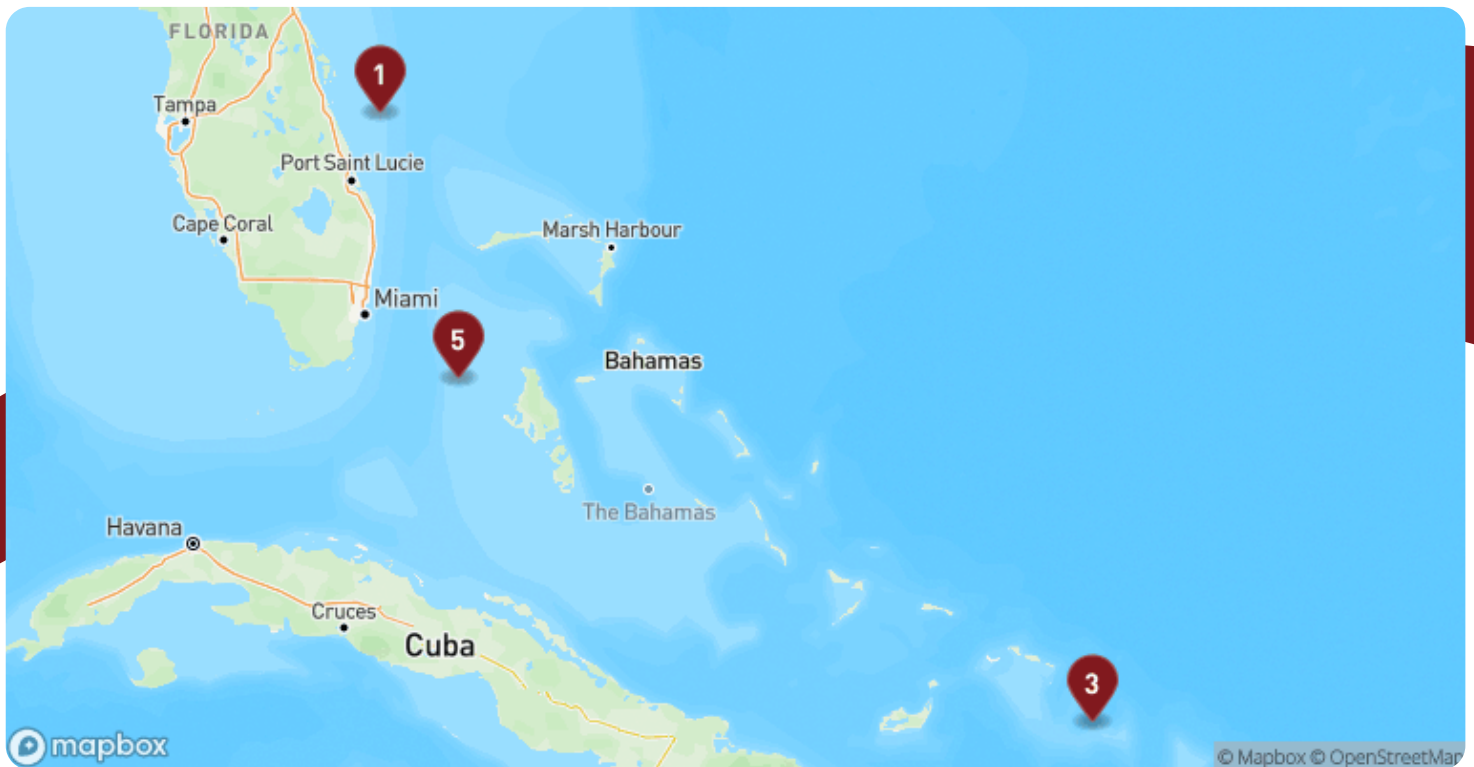 FLORIDA
1
Tampa
Port Saint Lucie
Cape Coral
Marsh Harbour
Miami
5
Bahamas
The Bahamas
Havana
Cruces
Cuba
3
mapbox
© Mapbox © OpenStreetMap